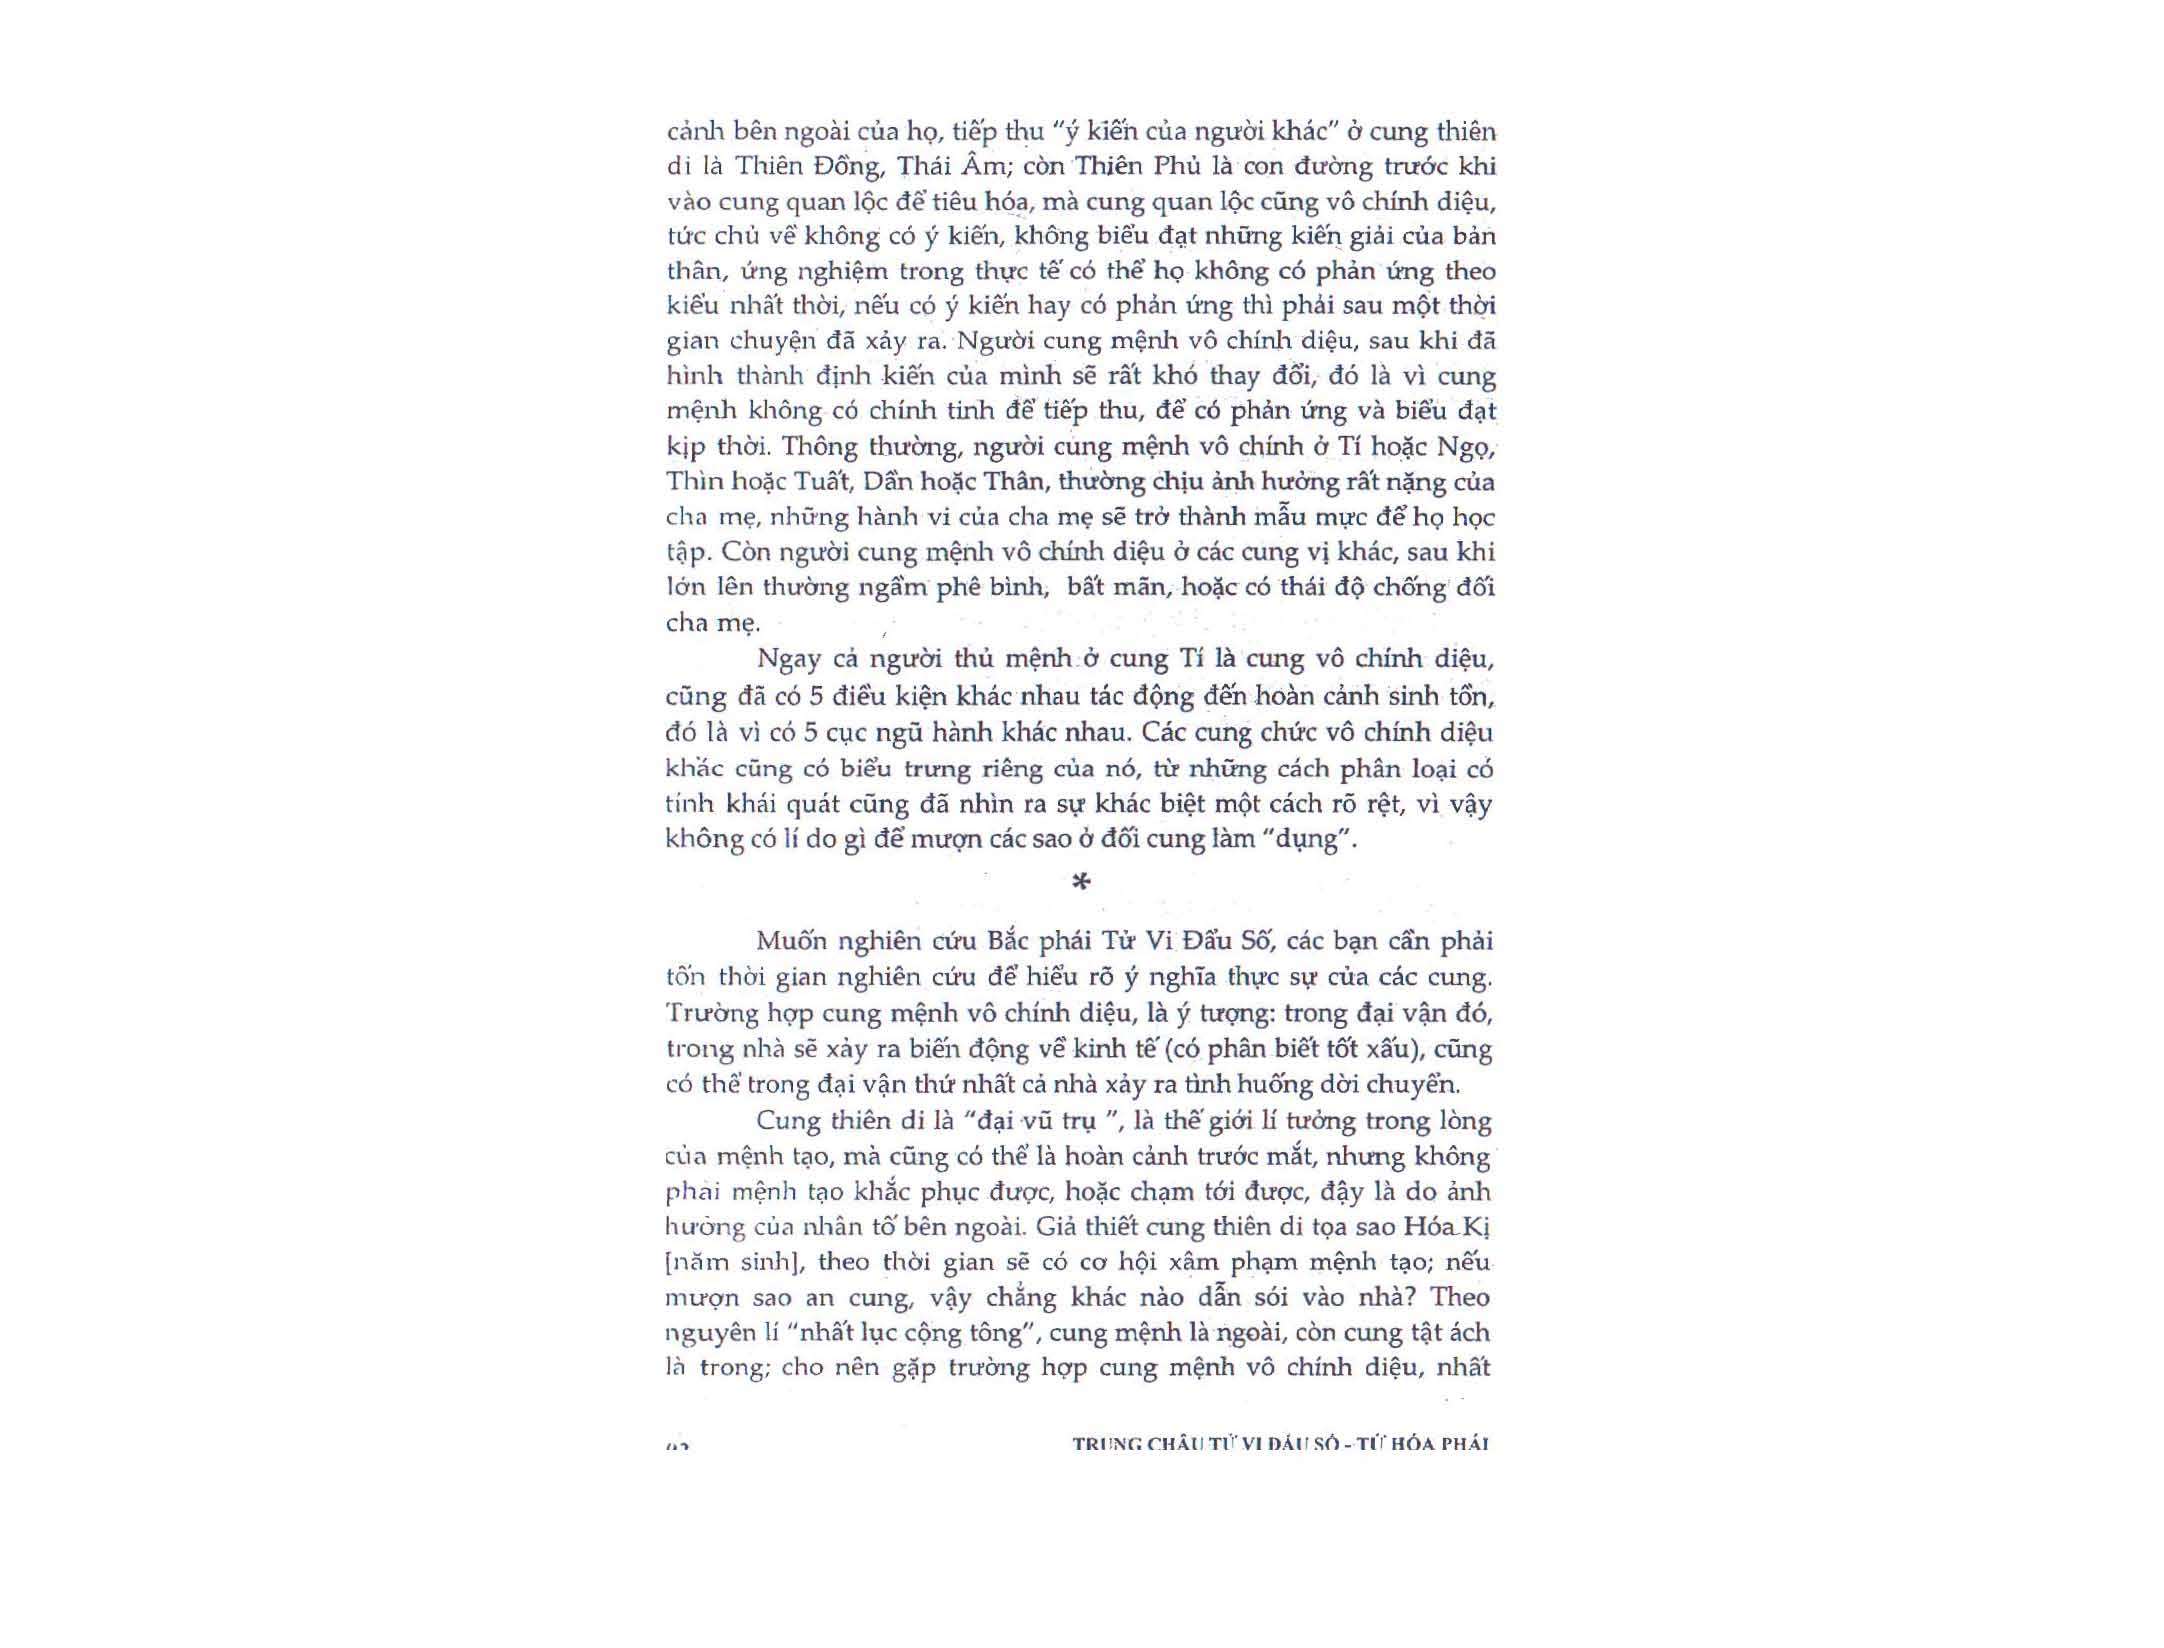 cảnh bên ngoài của họ, tiếp thu "ý kiến của người khác" ở cung thiên
di là Thiên Đồng, Thái Âm; còn Thiên Phủ là con đường trước khi
vào cung quan lộc để tiêu hóa, mà cung quan lộc cũng vô chính diệu,
tức chủ về không có ý kiến, không biểu đạt những kiến giải của bản
thân, ứng nghiệm trong thực tế có thể họ không có phản ứng theo
kiểu nhất thời, nếu có ý kiến hay có phản ứng thì phải sau một thời
gian chuyện đã xảy ra. Người cung mệnh vô chính diệu, sau khi đã
hình thành định kiến của mình sẽ rất khó thay đổi, đó là vì cung
mệnh không có chính tinh để tiếp thu, để có phản ứng và biểu đạt
kịp thời. Thông thường, người cung mệnh vô chính ở Tí hoặc Ngọ,
Thìn hoặc Tuất, Dần hoặc Thân, thường chịu ảnh hưởng rất nặng của
cha mẹ, những hành vi của cha mẹ sẽ trở thành mẫu mực để họ học
tập. Còn người cung mệnh vô chính diệu ở các cung vị khác, sau khi
lớn lên thường ngầm phê bình, bất mãn, hoặc có thái độ chống đối
cha mẹ.
Ngay cả người thủ mệnh ở cung Tí là cung vô chính diệu,
cũng đã có 5 điều kiện khác nhau tác động đến hoàn cảnh sinh tồn,
đó là vì có 5 cục ngũ hành khác nhau. Các cung chức vô chính diệu
khác cũng có biểu trưng riêng của nó, từ những cách phân loại có
tính khái quát cũng đã nhìn ra sự khác biệt một cách rõ rệt, vì vậy
không có lí do gì để mượn các sao ở đối cung làm "dụng".
*
Muốn nghiên cứu Bắc phái Tử Vi Đẩu Số, các bạn cần phải
tốn thời gian nghiên cứu để hiểu rõ ý nghĩa thực sự của các cung.
Trường hợp cung mệnh vô chính diệu, là ý tượng: trong đại vận đó,
trong nhà sẽ xảy ra biến động về kinh tế (có phân biết tốt xấu), cũng
có thể trong đại vận thứ nhất cả nhà xảy ra tình huống dời chuyển.
Cung thiên di là "đại vũ trụ ", là thế giới lí tưởng trong lòng
của mệnh tạo, mà cũng có thể là hoàn cảnh trước mắt, nhưng không
phải mệnh tạo khắc phục được, hoặc chạm tới được, đậy là do ảnh
hưởng của nhân tố bên ngoài. Giả thiết cung thiên di tọa sao Hóa Kị
[năm sinh], theo thời gian sẽ có cơ hội xâm phạm mệnh tạo; nếu
mượn sao an cung, vậy chẳng khác nào dẫn sói vào nhà? Theo
nguyên lí "nhất lục cộng tông", cung mệnh là ngoài, còn cung tật ách
là trong; cho nên gặp trường hợp cung mệnh vô chính diệu, nhất
TRUNG CHÂU TỬ VI ĐẨU SỐ - TỨ HÓA PHÁI